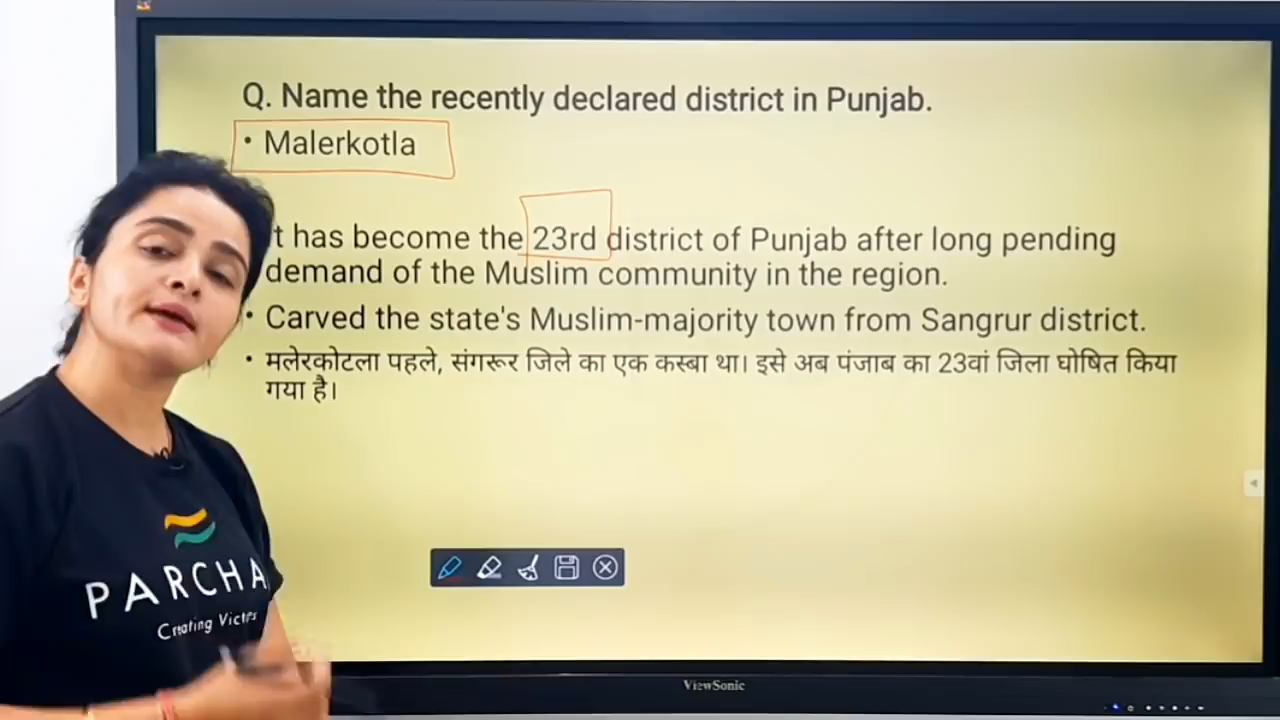 Q. Name the recently declared district in Punjab.
• Malerkotla
t has become the 23rd district of Punjab after long pending
demand of the Muslim community in the region.
• Carved the state's Muslim-majority town from Sangrur district.
• मलेरकोटला पहले, संगरूर जिले का एक कस्बा था। इसे अब पंजाब का 23वां जिला घोषित किया
गया है।
PARCHA
Creating
ViewSonic